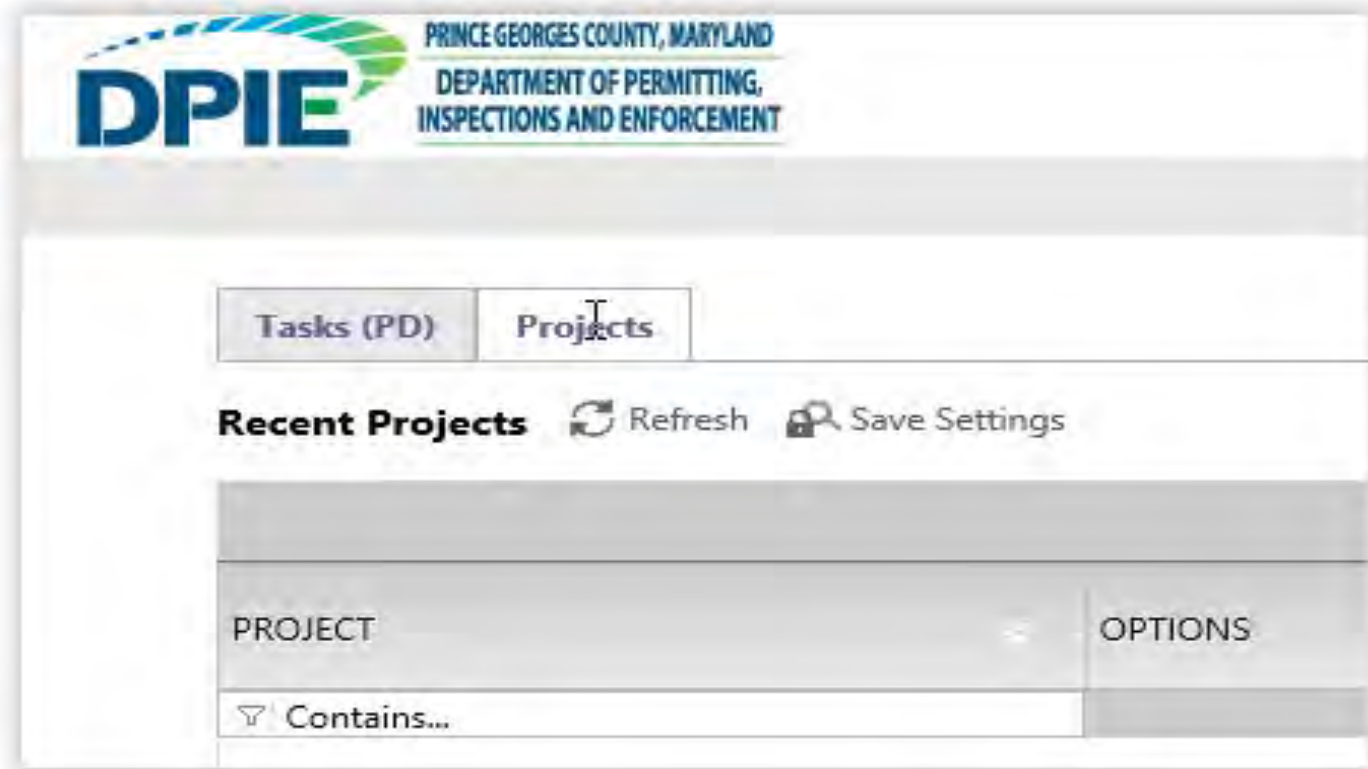 PRINCE GEORGES COUNTY, MARYLAND
DPIE
DEPARTMENT OF PERMITTING,
INSPECTIONS AND ENFORCEMENT
Tasks (PD) Projects
Recent Projects Refresh Save Settings
PROJECT OPTIONS
Contains...